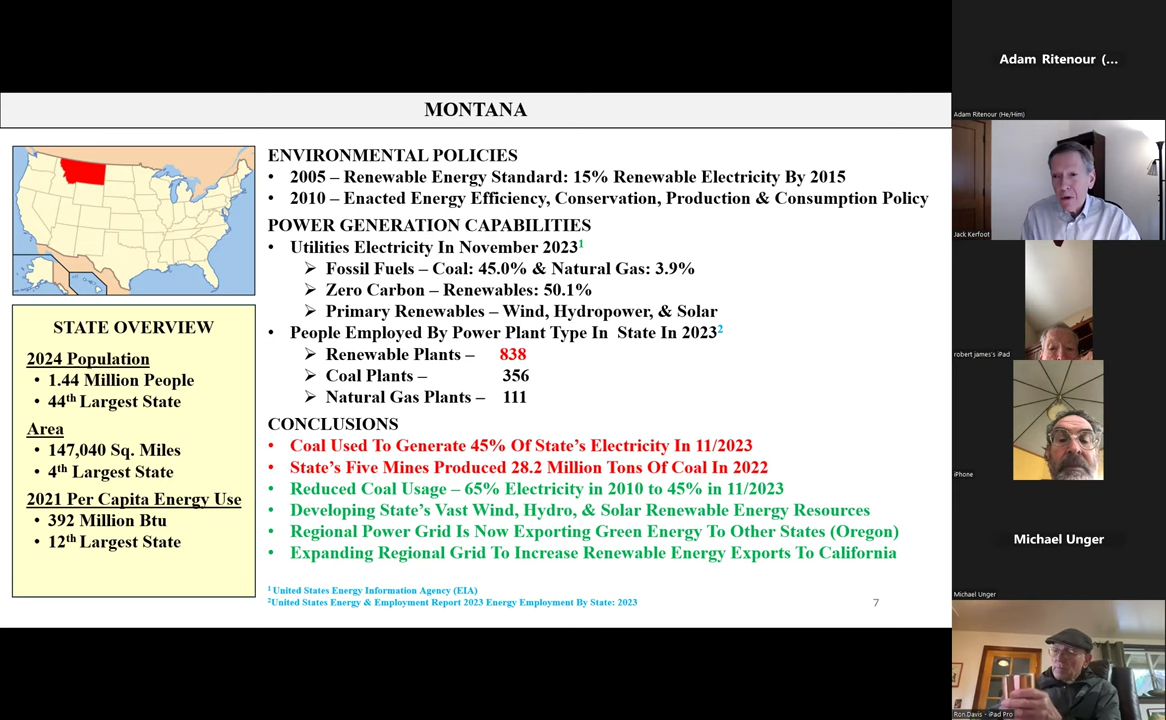 MONTANA
STATE OVERVIEW
2024 Population
• 1.44 Million People
• 44th Largest State
Area
• 147,040 Sq. Miles
• 4th Largest State
2021 Per Capita Energy Use
• 392 Million Btu
• 12th Largest State
ENVIRONMENTAL POLICIES
• 2005 – Renewable Energy Standard: 15% Renewable Electricity By 2015
• 2010 – Enacted Energy Efficiency, Conservation, Production & Consumption Policy
POWER GENERATION CAPABILITIES
• Utilities Electricity In November 2023¹
➢ Fossil Fuels – Coal: 45.0% & Natural Gas: 3.9%
➢ Zero Carbon – Renewables: 50.1%
➢ Primary Renewables – Wind, Hydropower, & Solar
• People Employed By Power Plant Type In State In 2023²
➢ Renewable Plants – 838
➢ Coal Plants – 356
➢ Natural Gas Plants – 111
CONCLUSIONS
• Coal Used To Generate 45% Of State’s Electricity In 11/2023
• State’s Five Mines Produced 28.2 Million Tons Of Coal In 2022
• Reduced Coal Usage – 65% Electricity in 2010 to 45% in 11/2023
• Developing State’s Vast Wind, Hydro, & Solar Renewable Energy Resources
• Regional Power Grid Is Now Exporting Green Energy To Other States (Oregon)
• Expanding Regional Grid To Increase Renewable Energy Exports To California
¹ United States Energy Information Agency (EIA)
²United States Energy & Employment Report 2023 Energy Employment By State: 2023
7
Adam Ritenour (...
Adam Ritenour (He/Him)
Jack Kerfoot
robert james's iPad
iPhone
Michael Unger
Michael Unger
Ron Davis - iPad Pro